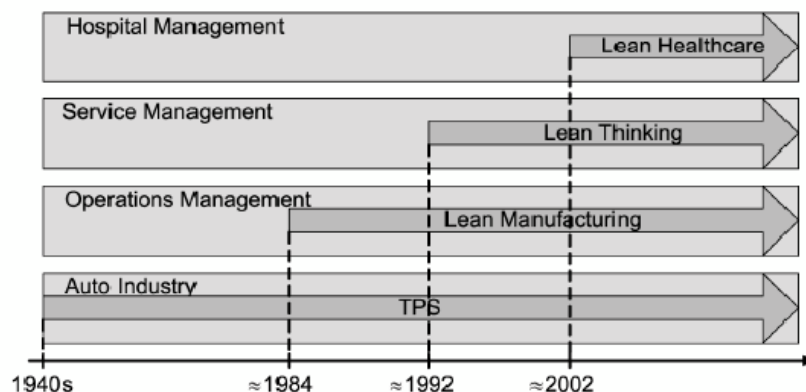 Hospital Management
Lean Healthcare
Service Management
Lean Thinking
Operations Management
Lean Manufacturing
Auto Industry
TPS
1940s ≈1984 ≈1992 ≈2002